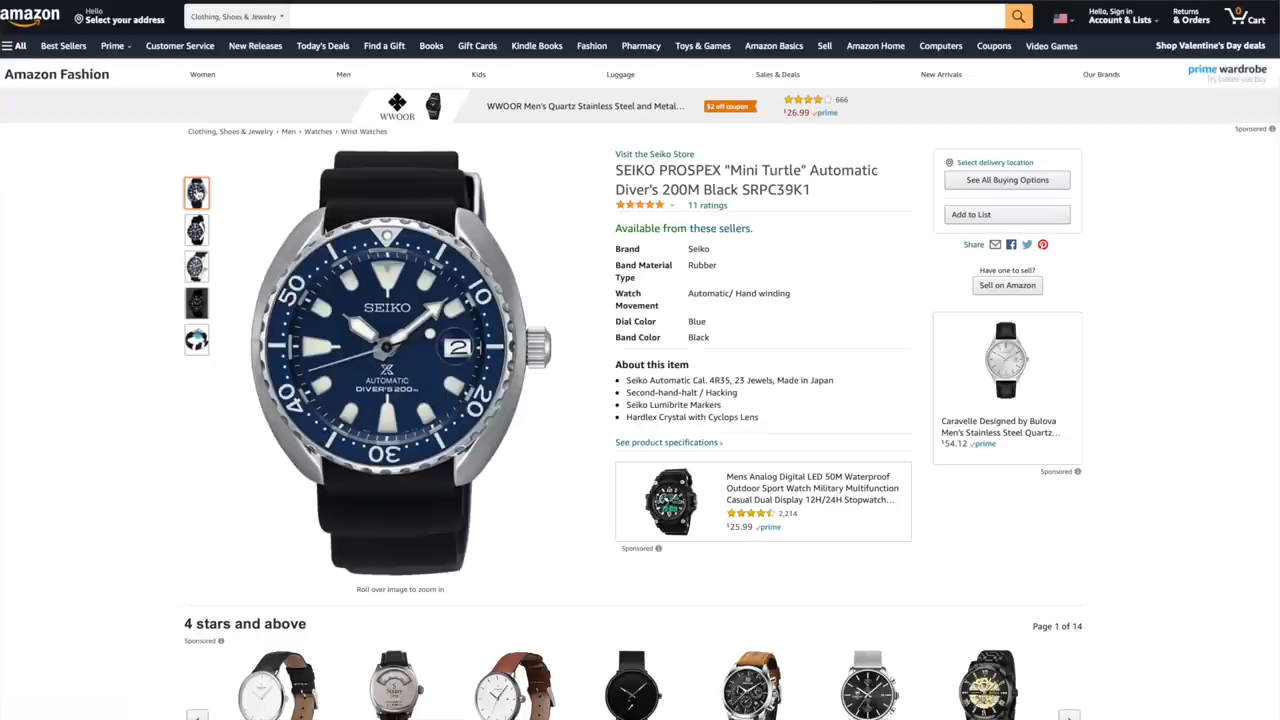 amazon
Hello
Select your address
Clothing, Shoes & Jewelry
Hello, Sign in
Account & Lists
Returns
& Orders
0
Cart
All
Best Sellers
Prime
Customer Service
New Releases
Today's Deals
Find a Gift
Books
Gift Cards
Kindle Books
Fashion
Pharmacy
Toys & Games
Amazon Basics
Sell
Amazon Home
Computers
Coupons
Video Games
Shop Valentine's Day deals
Amazon Fashion
Women
Men
Kids
Luggage
Sales & Deals
New Arrivals
Our Brands
prime wardrobe
Try before you buy
WWOOR
WWOOR Men's Quartz Stainless Steel and Metal...
$2 off coupon
666
$26.99 prime
Clothing, Shoes & Jewelry › Men › Watches › Wrist Watches
Sponsored
SEIKO
AUTOMATIC
DIVER'S 200m
50
10
2
40
20
30
Roll over image to zoom in
Visit the Seiko Store
SEIKO PROSPEX "Mini Turtle" Automatic
Diver's 200M Black SRPC39K1
11 ratings
Available from these sellers.
Brand Seiko
Band Material Rubber
Type
Watch Automatic/ Hand winding
Movement
Dial Color Blue
Band Color Black
About this item
Seiko Automatic Cal. 4R35, 23 Jewels, Made in Japan
Second-hand-halt / Hacking
Seiko Lumibrite Markers
Hardlex Crystal with Cyclops Lens
See product specifications ›
Mens Analog Digital LED 50M Waterproof
Outdoor Sport Watch Military Multifunction
Casual Dual Display 12H/24H Stopwatch...
2,214
$25.99 prime
Sponsored
Select delivery location
See All Buying Options
Add to List
Share
Have one to sell?
Sell on Amazon
Caravelle Designed by Bulova
Men's Stainless Steel Quartz...
$54.12 prime
Sponsored
4 stars and above
Page 1 of 14
Sponsored